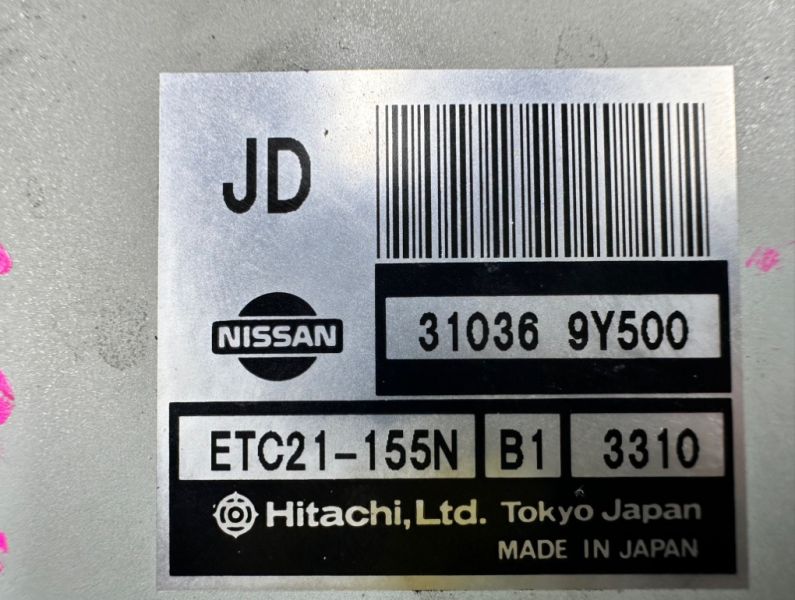 JD
NISSAN
31036 9Y500
ETC21-155N B1 3310
Hitachi,Ltd. Tokyo Japan
MADE IN JAPAN